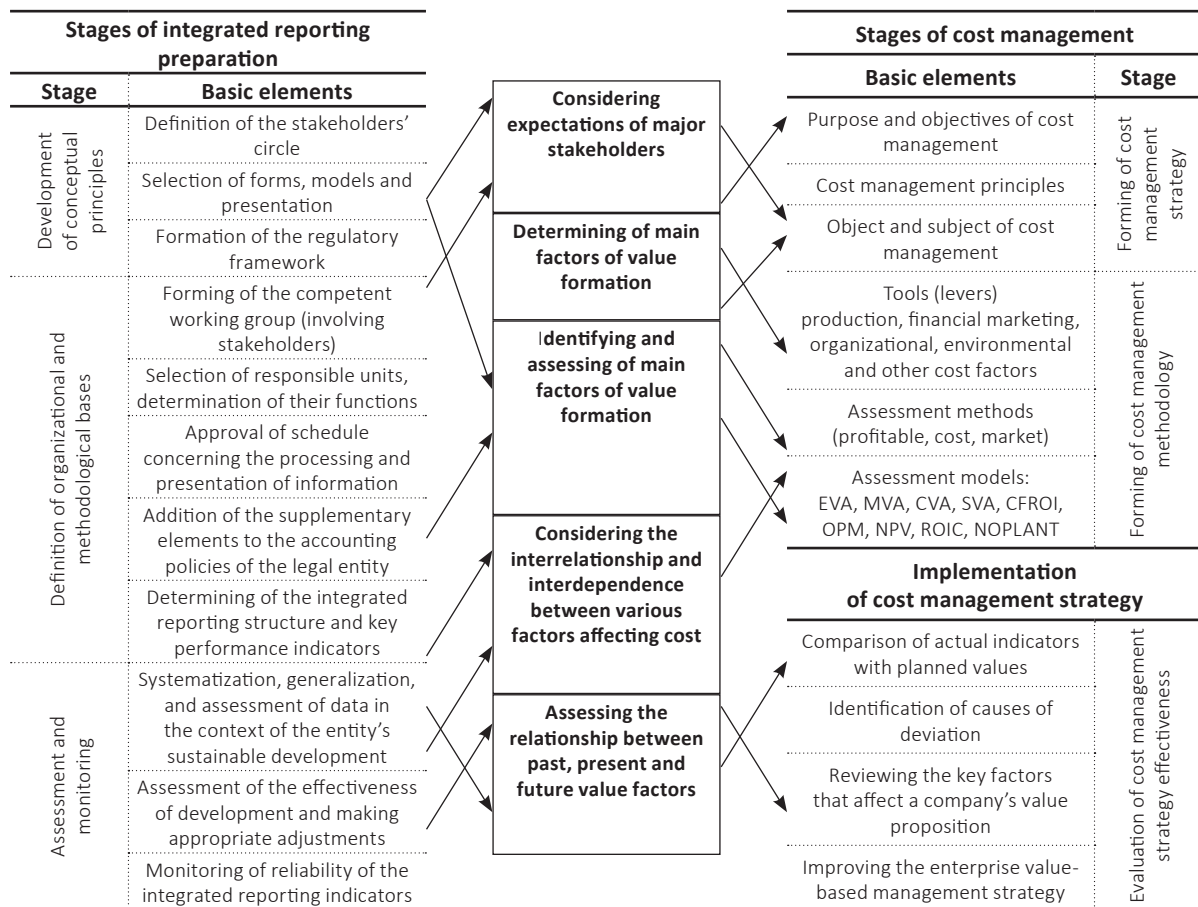 Stages of integrated reporting
preparation
Stage
Basic elements
Development
of conceptual
principles
Definition of the stakeholders’
circle
Selection of forms, models and
presentation
Formation of the regulatory
framework
Definition of organizational and
methodological bases
Forming of the competent
working group (involving
stakeholders)
Selection of responsible units,
determination of their functions
Approval of schedule
concerning the processing and
presentation of information
Addition of the supplementary
elements to the accounting
policies of the legal entity
Determining of the integrated
reporting structure and key
performance indicators
Assessment and
monitoring
Systematization, generalization,
and assessment of data in
the context of the entity’s
sustainable development
Assessment of the effectiveness
of development and making
appropriate adjustments
Monitoring of reliability of the
integrated reporting indicators
Considering
expectations of major
stakeholders
Determining of main
factors of value
formation
Identifying and
assessing of main
factors of value
formation
Considering the
interrelationship and
interdependence
between various
factors affecting cost
Assessing the
relationship between
past, present and
future value factors
Stages of cost management
Basic elements
Stage
Purpose and objectives of cost
management
Cost management principles
Object and subject of cost
management
Forming of cost
management
strategy
Tools (levers)
production, financial marketing,
organizational, environmental
and other cost factors
Assessment methods
(profitable, cost, market)
Assessment models:
EVA, MVA, CVA, SVA, CFROI,
OPM, NPV, ROIC, NOPLANT
Forming of cost management
methodology
Implementation
of cost management strategy
Comparison of actual indicators
with planned values
Identification of causes of
deviation
Reviewing the key factors
that affect a company’s value
proposition
Improving the enterprise value-
based management strategy
Evaluation of cost management
strategy effectiveness